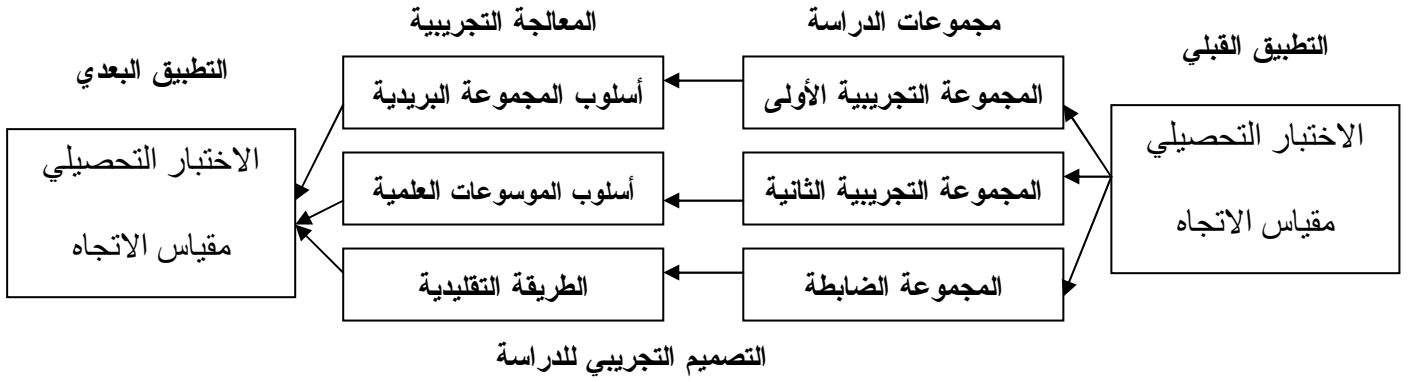 التطبيق القبلي
مجموعات الدراسة
المعالجة التجريبية
التطبيق البعدي
الاختبار التحصيلي
مقياس الاتجاه
المجموعة التجريبية الأولى
المجموعة التجريبية الثانية
المجموعة الضابطة
أسلوب المجموعة البريدية
أسلوب الموسوعات العلمية
الطريقة التقليدية
الاختبار التحصيلي
مقياس الاتجاه
التصميم التجريبي للدراسة